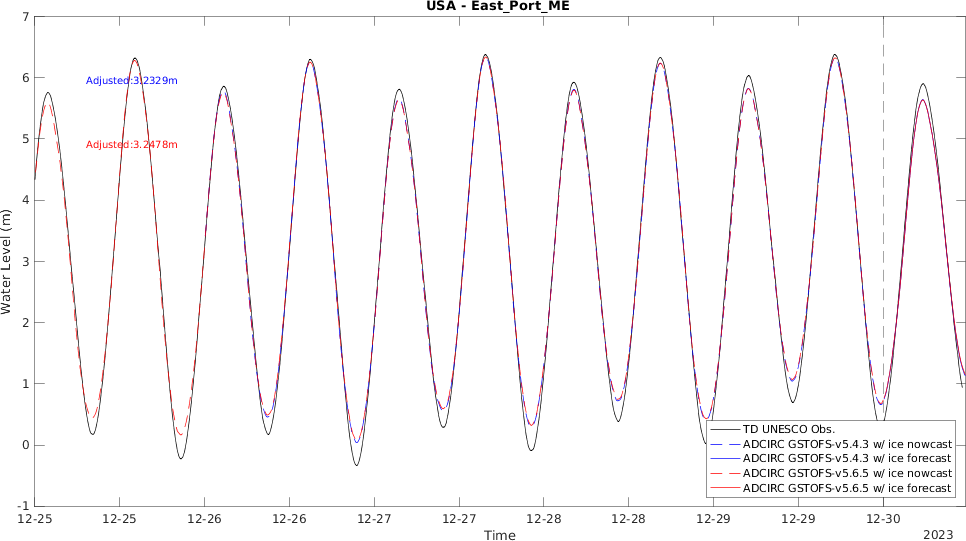 USA - East_Port_ME
7
6
5
4
3
2
1
0
-1
Water Level (m)
Adjusted:3.2329m
Adjusted:3.2478m
TD UNESCO Obs.
ADCIRC GSTOFS-v5.4.3 w/ ice nowcast
ADCIRC GSTOFS-v5.4.3 w/ ice forecast
ADCIRC GSTOFS-v5.6.5 w/ ice nowcast
ADCIRC GSTOFS-v5.6.5 w/ ice forecast
12-25 12-25 12-26 12-26 12-27 12-27 12-28 12-28 12-29 12-29 12-30
Time
2023